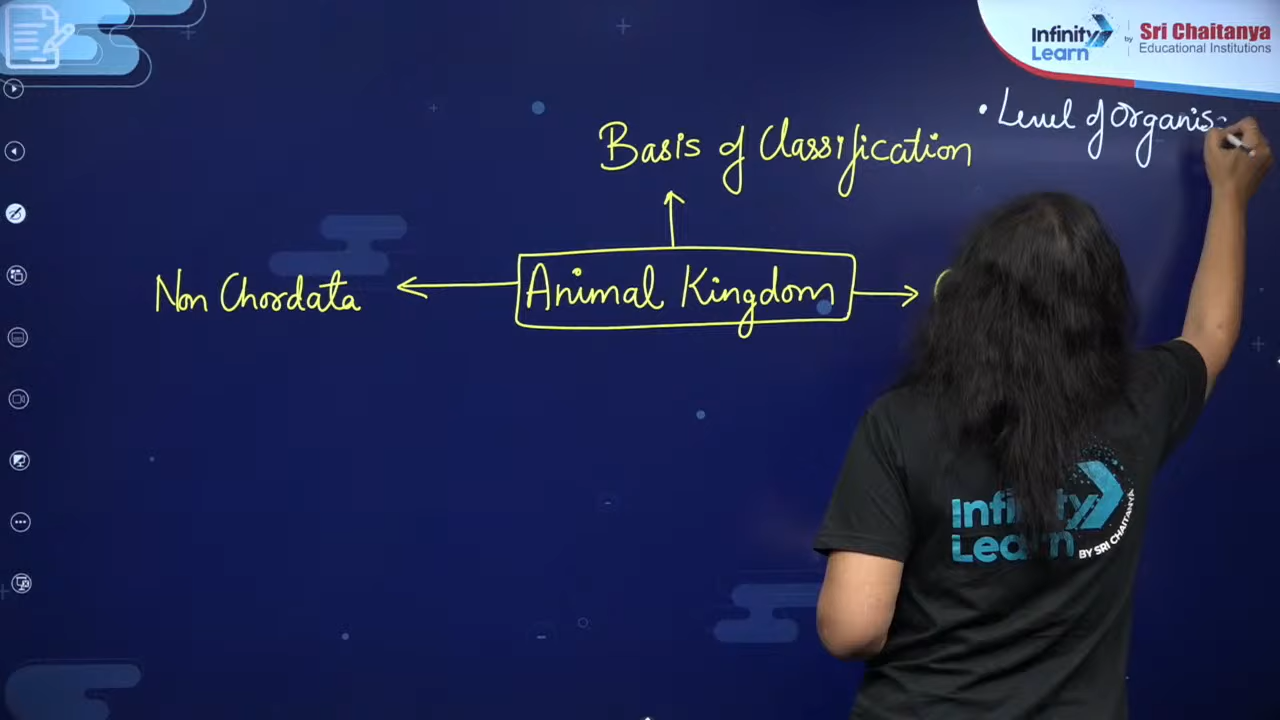 Infinity Learn
by
Sri Chaitanya
Educational Institutions
• Level of Organis
Basis of Classification
Animal Kingdom
Non Chordata
Infinity
Learn
BY SRI CHAITANYA